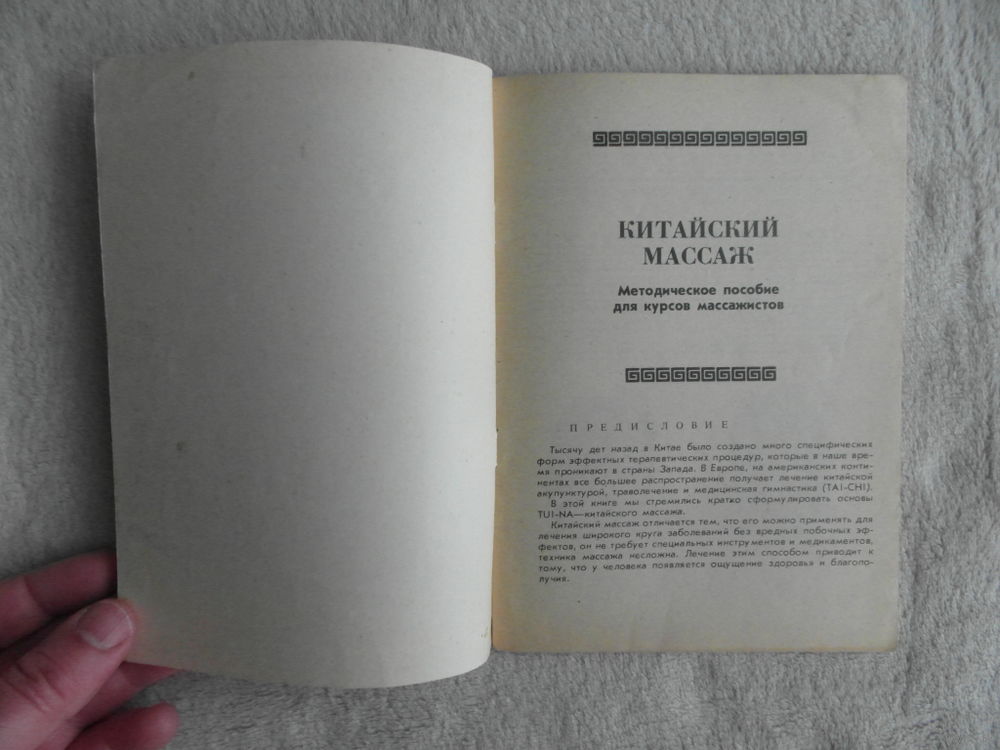 КИТАЙСКИЙ
МАССАЖ
Методическое пособие
для курсов массажистов
ПРЕДИСЛОВИЕ
Тысячу дет назад в Китае было создано много специфических
форм эффектных терапевтических процедур, которые в наше вре-
мя проникают в страны Запада. В Европе, на американских конти-
нентах все большее распространение получает лечение китайской
акупунктурой, траволечение и медицинская гимнастика (TAI-CHI).
В этой книге мы стремились кратко сформулировать основы
TUI-NA—китайского массажа.
Китайский массаж отличается тем, что его можно применять для
лечения широкого круга заболеваний без вредных побочных эф-
фектов, он не требует специальных инструментов и медикаментов,
техника массажа несложна. Лечение этим способом приводит к
тому, что у человека появляется ощущение здоровья и благопо-
лучия.